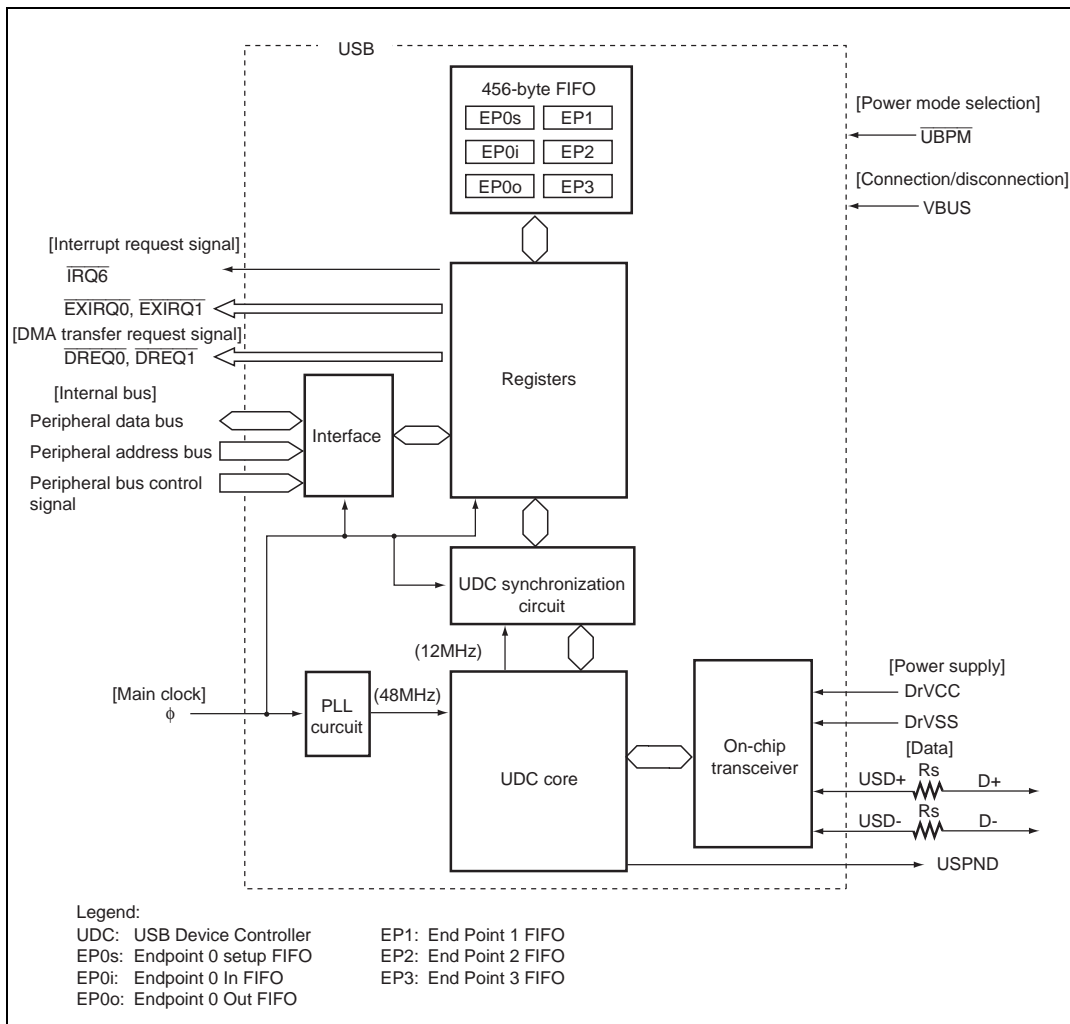 USB
456-byte FIFO
EP0s
EP1
EP0i
EP2
EP0o
EP3
[Power mode selection]
UBPM
[Connection/disconnection]
VBUS
[Interrupt request signal]
IRQ6
EXIRQ0, EXIRQ1
[DMA transfer request signal]
DREQ0, DREQ1
[Internal bus]
Peripheral data bus
Peripheral address bus
Peripheral bus control
signal
Interface
Registers
UDC synchronization
circuit
(12MHz)
[Main clock]
φ
PLL
curcuit
(48MHz)
UDC core
On-chip
transceiver
[Power supply]
DrVCC
DrVSS
[Data]
USD+
Rs
D+
USD-
Rs
D-
USPND
Legend:
UDC: USB Device Controller
EP0s: Endpoint 0 setup FIFO
EP0i: Endpoint 0 In FIFO
EP0o: Endpoint 0 Out FIFO
EP1: End Point 1 FIFO
EP2: End Point 2 FIFO
EP3: End Point 3 FIFO